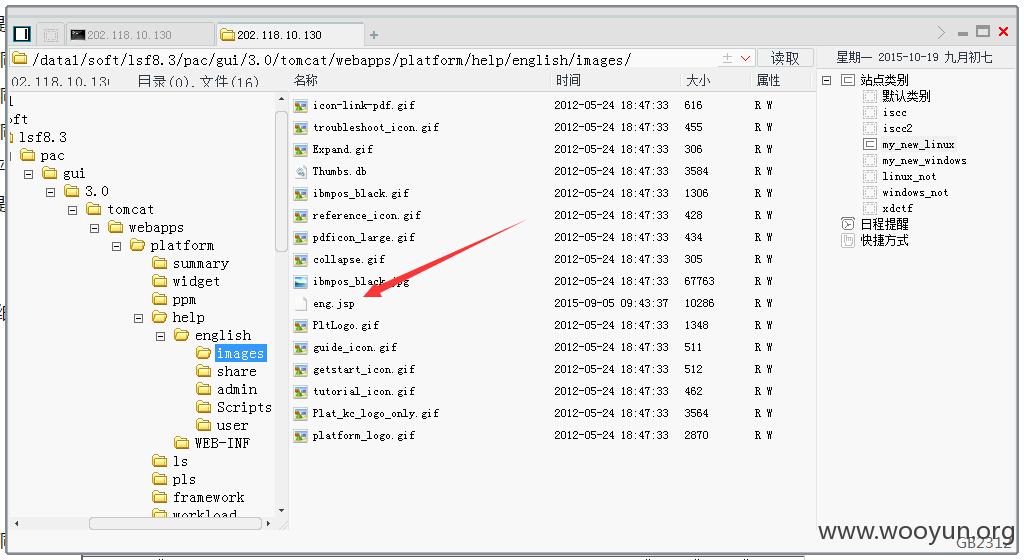 202.118.10.130
202.118.10.130
+
/data1/soft/lsf8.3/pac/gui/3.0/tomcat/webapps/platform/help/english/images/
读取
星期一 2015-10-19 九月初七
02.118.10.13 目录(0),文件(16) 名称 时间 大小 属性
ft
lsf8.3
pac
gui
3.0
tomcat
webapps
platform
summary
widget
ppm
help
english
images
share
admin
Scripts
user
WEB-INF
ls
pls
framework
workload
icon-link-pdf.gif 2012-05-24 18:47:33 616 R W
troubleshoot_icon.gif 2012-05-24 18:47:33 455 R W
Expand.gif 2012-05-24 18:47:33 306 R W
Thumbs.db 2012-05-24 18:47:33 3584 R W
ibmpos_black.gif 2012-05-24 18:47:33 1306 R W
reference_icon.gif 2012-05-24 18:47:33 428 R W
pdficon_large.gif 2012-05-24 18:47:33 434 R W
collapse.gif 2012-05-24 18:47:33 305 R W
ibmpos_black.jpg 2012-05-24 18:47:33 67763 R W
eng.jsp 2015-09-05 09:43:37 10286 R W
PltLogo.gif 2012-05-24 18:47:33 1348 R W
guide_icon.gif 2012-05-24 18:47:33 511 R W
getstart_icon.gif 2012-05-24 18:47:33 512 R W
tutorial_icon.gif 2012-05-24 18:47:33 462 R W
Plat_kc_logo_only.gif 2012-05-24 18:47:33 3564 R W
platform_logo.gif 2012-05-24 18:47:33 2870 R W
站点类别
默认类别
iscc
iscc2
my_new_linux
my_new_windows
linux_not
windows_not
xdctf
日程提醒
快捷方式
www.wooyun.org
GB2312